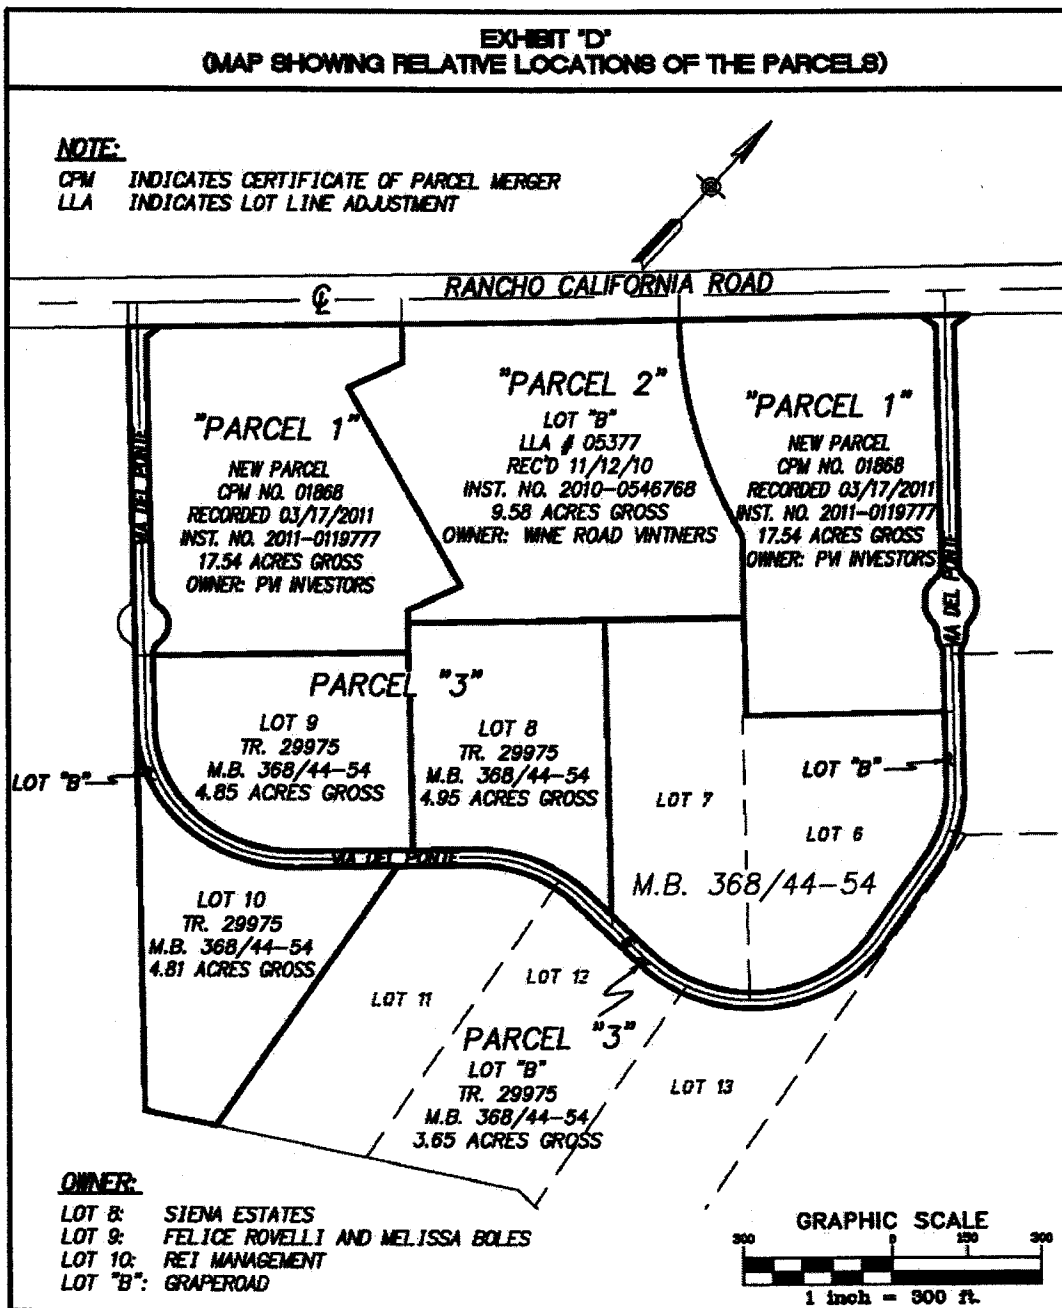 EXHIBIT "D"
(MAP SHOWING RELATIVE LOCATIONS OF THE PARCELS)
NOTE:
CPM INDICATES CERTIFICATE OF PARCEL MERGER
LLA INDICATES LOT LINE ADJUSTMENT
RANCHO CALIFORNIA ROAD
"PARCEL 1"
NEW PARCEL
CPM NO. 01868
RECORDED 03/17/2011
INST. NO. 2011-0119777
17.54 ACRES GROSS
OWNER: PVI INVESTORS
"PARCEL 2"
LOT "B"
LLA # 05377
REC'D 11/12/10
INST. NO. 2010-0546768
9.58 ACRES GROSS
OWNER: WINE ROAD VINTNERS
"PARCEL 1"
NEW PARCEL
CPM NO. 01868
RECORDED 03/17/2011
INST. NO. 2011-0119777
17.54 ACRES GROSS
OWNER: PVI INVESTORS
VIA DEL PONTE
VIA DEL PONTE
PARCEL "3"
LOT 9
TR. 29975
M.B. 368/44-54
4.85 ACRES GROSS
LOT 8
TR. 29975
M.B. 368/44-54
4.95 ACRES GROSS
LOT "B"
LOT "B"
LOT 7
LOT 6
M.B. 368/44-54
VIA DEL PONTE
LOT 10
TR. 29975
M.B. 368/44-54
4.81 ACRES GROSS
LOT 11
LOT 12
LOT 13
PARCEL "3"
LOT "B"
TR. 29975
M.B. 368/44-54
3.65 ACRES GROSS
OWNER:
LOT 8: SIENA ESTATES
LOT 9: FELICE ROVELLI AND MELISSA BOLES
LOT 10: REI MANAGEMENT
LOT "B": GRAPEROAD
GRAPHIC SCALE
300 0 150 300
1 inch = 300 ft.